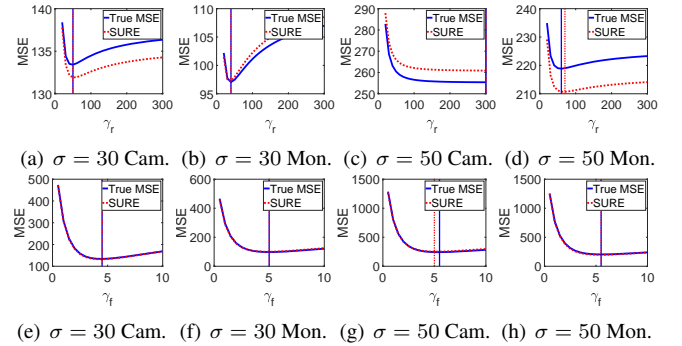 140 True MSE 110 True MSE 290 True MSE 240 True MSE
SURE SURE SURE SURE
MSE 137 MSE 105 MSE 280 MSE 230
133 100 270 220
260
130 95 250 210
0 100 200 300 0 100 200 300 0 100 200 300 0 100 200 300
γr γr γr γr
(a) σ = 30 Cam. (b) σ = 30 Mon. (c) σ = 50 Cam. (d) σ = 50 Mon.
500 True MSE 600 True MSE 1500 True MSE 1500 True MSE
400 SURE SURE SURE SURE
MSE 300 MSE 400 MSE 1000 MSE 1000
200 200 500 500
100 0 0 0
0 5 10 0 5 10 0 5 10 0 5 10
γf γf γf γf
(e) σ = 30 Cam. (f) σ = 30 Mon. (g) σ = 50 Cam. (h) σ = 50 Mon.